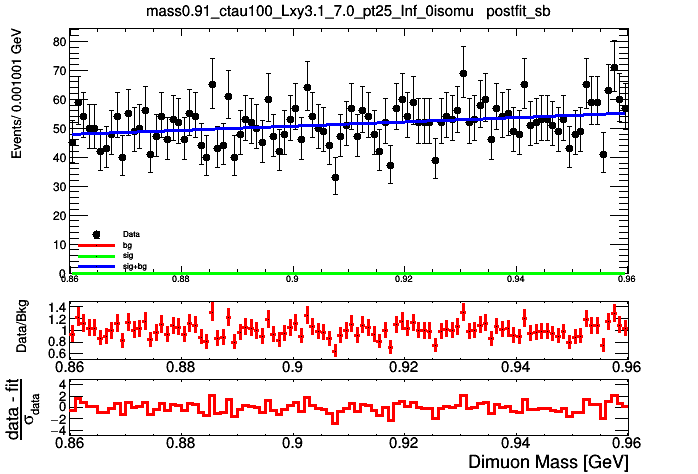 mass0.91_ctau100_Lxy3.1_7.0_pt25_Inf_0isomu postfit_sb
Events/ 0.001001 GeV
80
70
60
50
40
30
20
10
0
Data
bg
sig
sig+bg
0.86 0.88 0.9 0.92 0.94 0.96
Data/Bkg
1.4
1.2
1.0
0.8
0.6
0.86 0.88 0.9 0.92 0.94 0.96
data - fit
σdata
4
2
0
−2
−4
0.86 0.88 0.9 0.92 0.94 0.96
Dimuon Mass [GeV]